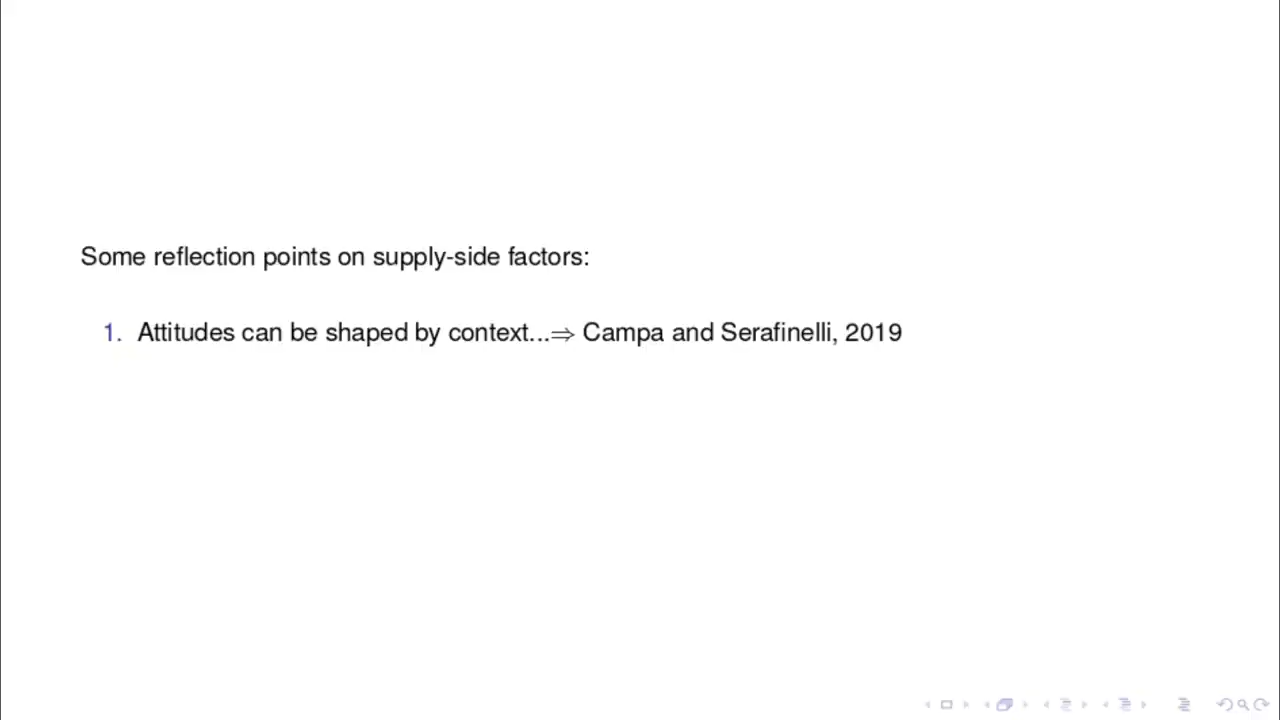 Some reflection points on supply-side factors:
1. Attitudes can be shaped by context...⇒ Campa and Serafinelli, 2019